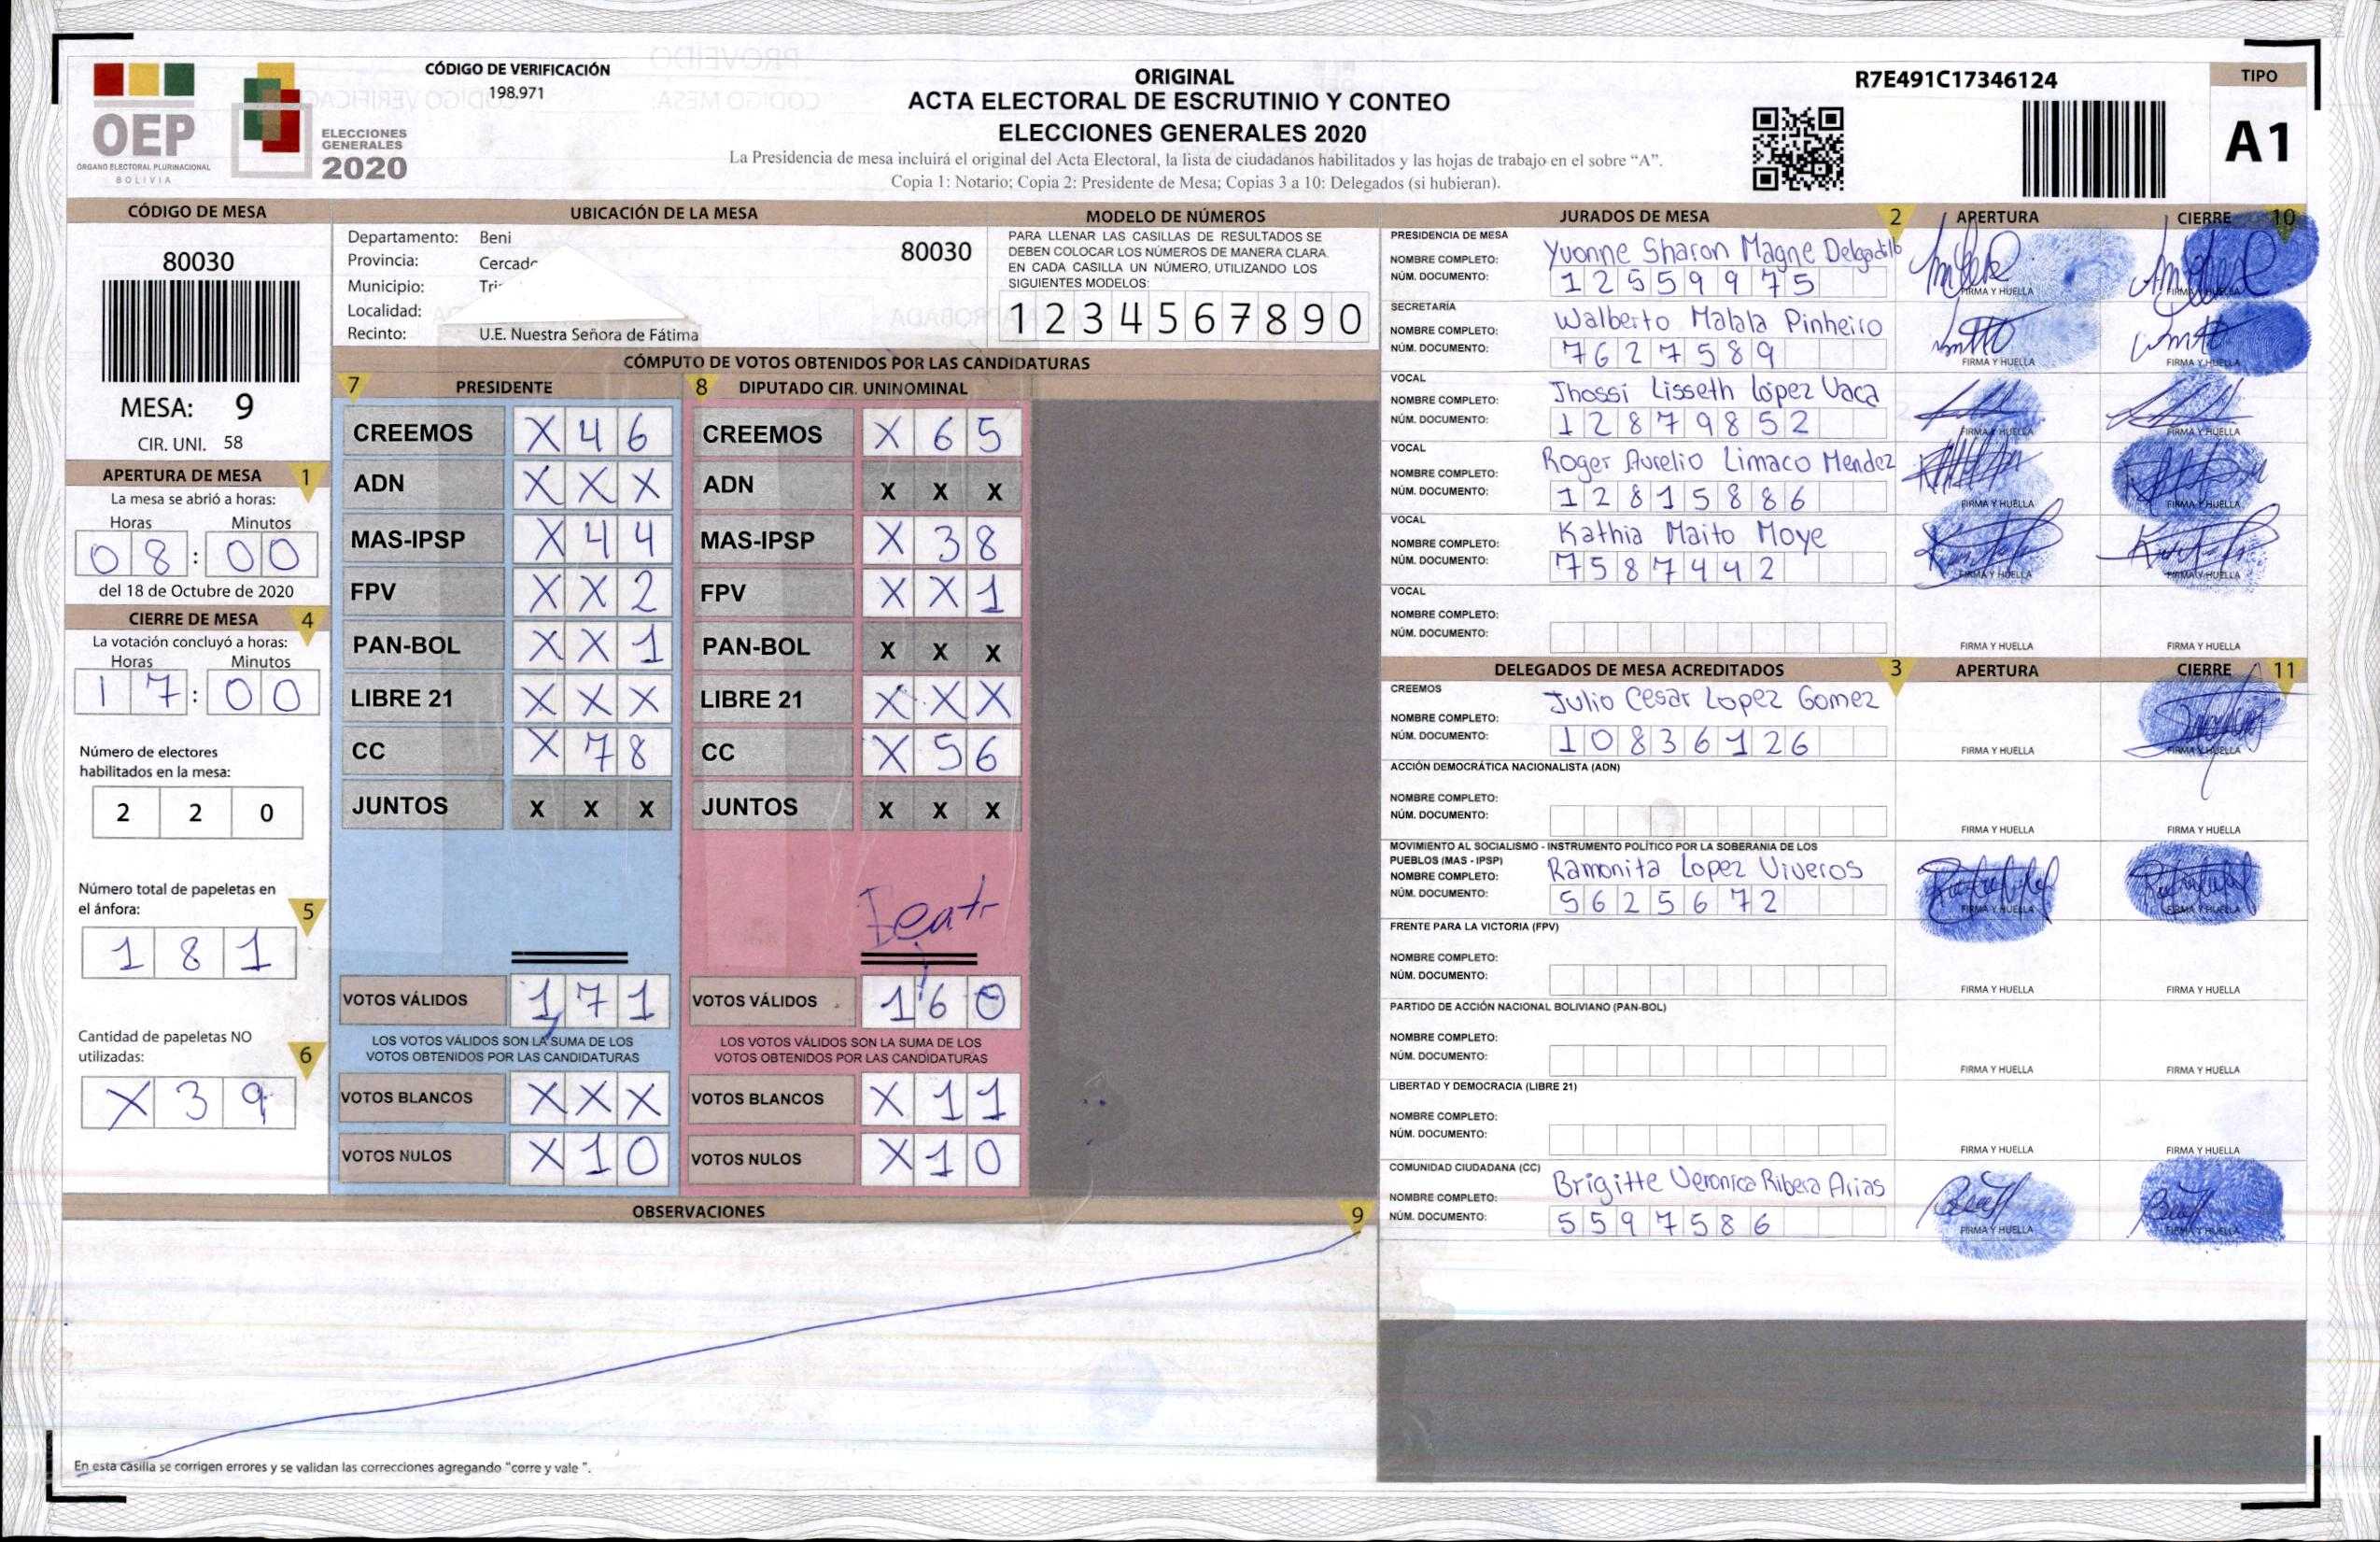 OEP
ÓRGANO ELECTORAL PLURINACIONAL
BOLIVIA
ELECCIONES
GENERALES
2020
CÓDIGO DE VERIFICACIÓN
198.971
ORIGINAL
ACTA ELECTORAL DE ESCRUTINIO Y CONTEO
ELECCIONES GENERALES 2020
La Presidencia de mesa incluirá el original del Acta Electoral, la lista de ciudadanos habilitados y las hojas de trabajo en el sobre “A”.
Copia 1: Notario; Copia 2: Presidente de Mesa; Copias 3 a 10: Delegados (si hubieran).
R7E491C17346124
TIPO
A1
CÓDIGO DE MESA
80030
MESA: 9
CIR. UNI. 58
APERTURA DE MESA 1
La mesa se abrió a horas:
Horas Minutos
08:00
del 18 de Octubre de 2020
CIERRE DE MESA 4
La votación concluyó a horas:
Horas Minutos
17:00
Número de electores
habilitados en la mesa:
2 2 0
Número total de papeletas en
el ánfora: 5
1 8 1
Cantidad de papeletas NO
utilizadas: 6
X 3 9
UBICACIÓN DE LA MESA
Departamento: Beni
80030
Provincia: Cercado
Municipio:
Localidad:
Recinto: U.E. Nuestra Señora de Fátima
MODELO DE NÚMEROS
PARA LLENAR LAS CASILLAS DE RESULTADOS SE
DEBEN COLOCAR LOS NÚMEROS DE MANERA CLARA.
EN CADA CASILLA UN NÚMERO, UTILIZANDO LOS
SIGUIENTES MODELOS:
1 2 3 4 5 6 7 8 9 0
CÓMPUTO DE VOTOS OBTENIDOS POR LAS CANDIDATURAS
7 PRESIDENTE 8 DIPUTADO CIR. UNINOMINAL
CREEMOS X 4 6 CREEMOS X 6 5
ADN X X X ADN X X X
MAS-IPSP X 4 4 MAS-IPSP X 3 8
FPV X X 2 FPV X X 1
PAN-BOL X X 1 PAN-BOL X X X
LIBRE 21 X X X LIBRE 21 X X X
CC X 7 8 CC X 5 6
JUNTOS X X X JUNTOS X X X
VOTOS VÁLIDOS 1 7 1 VOTOS VÁLIDOS 1 6 0
LOS VOTOS VÁLIDOS SON LA SUMA DE LOS LOS VOTOS VÁLIDOS SON LA SUMA DE LOS
VOTOS OBTENIDOS POR LAS CANDIDATURAS VOTOS OBTENIDOS POR LAS CANDIDATURAS
VOTOS BLANCOS X X X VOTOS BLANCOS X 1 1
VOTOS NULOS X 1 0 VOTOS NULOS X 1 0
OBSERVACIONES 9
En esta casilla se corrigen errores y se validan las correcciones agregando “corre y vale ”.
JURADOS DE MESA 2 APERTURA CIERRE 10
PRESIDENCIA DE MESA
NOMBRE COMPLETO: Yvonne Sharon Magne Delgadillo
NÚM. DOCUMENTO: 12559975
FIRMA Y HUELLA FIRMA Y HUELLA
SECRETARÍA
NOMBRE COMPLETO: Walberto Malala Pinheiro
NÚM. DOCUMENTO: 7627589
FIRMA Y HUELLA FIRMA Y HUELLA
VOCAL
NOMBRE COMPLETO: Jhossi Lisseth López Vaca
NÚM. DOCUMENTO: 12879852
FIRMA Y HUELLA FIRMA Y HUELLA
VOCAL
NOMBRE COMPLETO: Roger Aurelio Limaco Mendez
NÚM. DOCUMENTO: 12815886
FIRMA Y HUELLA FIRMA Y HUELLA
VOCAL
NOMBRE COMPLETO: Kathia Maito Moye
NÚM. DOCUMENTO: 7587442
FIRMA Y HUELLA FIRMA Y HUELLA
VOCAL
NOMBRE COMPLETO:
NÚM. DOCUMENTO:
FIRMA Y HUELLA FIRMA Y HUELLA
DELEGADOS DE MESA ACREDITADOS 3 APERTURA CIERRE 11
CREEMOS
NOMBRE COMPLETO: Julio Cesar Lopez Gomez
NÚM. DOCUMENTO: 10836126
FIRMA Y HUELLA FIRMA Y HUELLA
ACCIÓN DEMOCRÁTICA NACIONALISTA (ADN)
NOMBRE COMPLETO:
NÚM. DOCUMENTO:
FIRMA Y HUELLA FIRMA Y HUELLA
MOVIMIENTO AL SOCIALISMO - INSTRUMENTO POLÍTICO POR LA SOBERANIA DE LOS
PUEBLOS (MAS - IPSP)
NOMBRE COMPLETO: Ramonita Lopez Viveros
NÚM. DOCUMENTO: 5625672
FIRMA Y HUELLA FIRMA Y HUELLA
FRENTE PARA LA VICTORIA (FPV)
NOMBRE COMPLETO:
NÚM. DOCUMENTO:
FIRMA Y HUELLA FIRMA Y HUELLA
PARTIDO DE ACCIÓN NACIONAL BOLIVIANO (PAN-BOL)
NOMBRE COMPLETO:
NÚM. DOCUMENTO:
FIRMA Y HUELLA FIRMA Y HUELLA
LIBERTAD Y DEMOCRACIA (LIBRE 21)
NOMBRE COMPLETO:
NÚM. DOCUMENTO:
FIRMA Y HUELLA FIRMA Y HUELLA
COMUNIDAD CIUDADANA (CC)
NOMBRE COMPLETO: Brigitte Veronica Ribera Arias
NÚM. DOCUMENTO: 5597586
FIRMA Y HUELLA FIRMA Y HUELLA